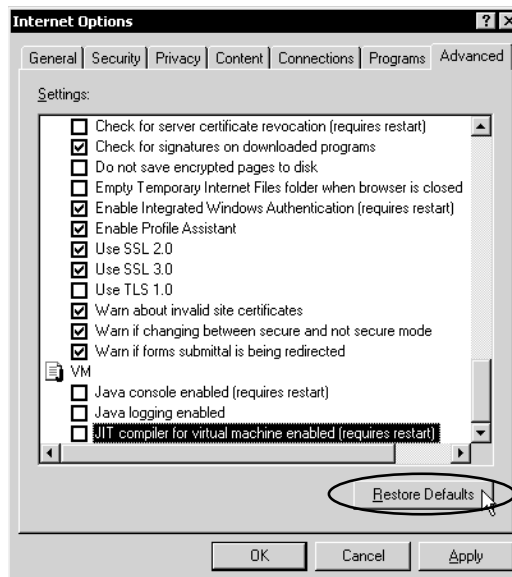 Internet Options
General Security Privacy Content Connections Programs Advanced
Settings:
Check for server certificate revocation (requires restart)
Check for signatures on downloaded programs
Do not save encrypted pages to disk
Empty Temporary Internet Files folder when browser is closed
Enable Integrated Windows Authentication (requires restart)
Enable Profile Assistant
Use SSL 2.0
Use SSL 3.0
Use TLS 1.0
Warn about invalid site certificates
Warn if changing between secure and not secure mode
Warn if forms submittal is being redirected
VM
Java console enabled (requires restart)
Java logging enabled
JIT compiler for virtual machine enabled (requires restart)
Restore Defaults
OK Cancel Apply